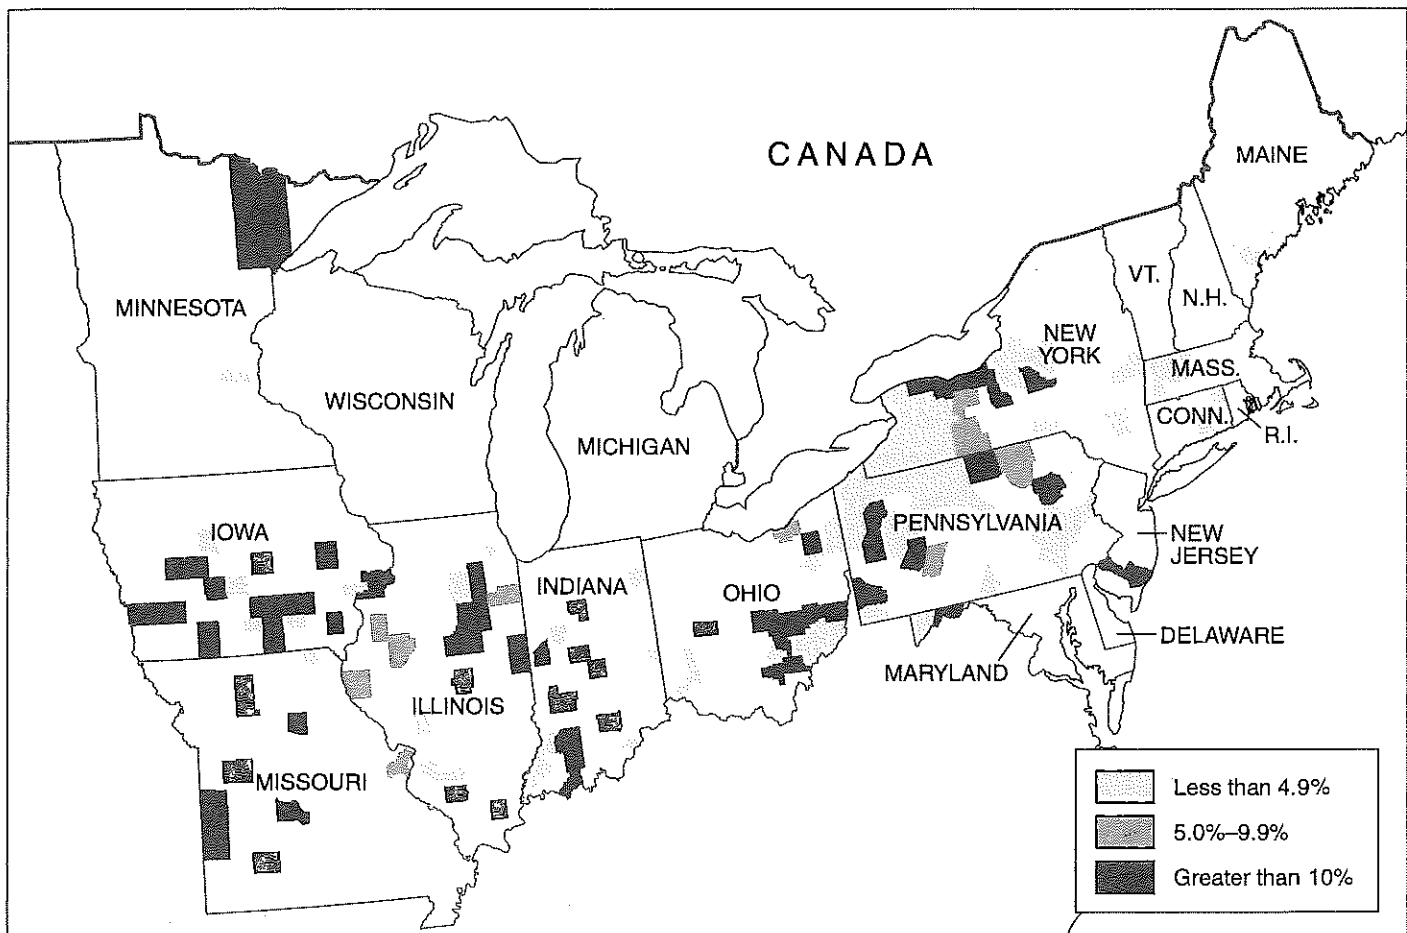 CANADA
MAINE
VT.
N.H.
MINNESOTA
NEW
YORK
MASS.
WISCONSIN
CONN.
R.I.
MICHIGAN
IOWA
PENNSYLVANIA
NEW
JERSEY
OHIO
INDIANA
DELAWARE
MARYLAND
ILLINOIS
MISSOURI
Less than 4.9%
5.0%–9.9%
Greater than 10%